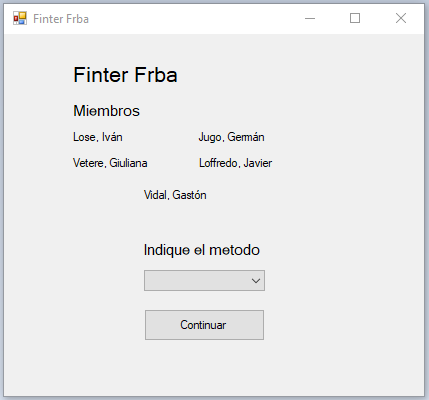 Finter Frba
Finter Frba
Miembros
Lose, Iván Jugo, Germán
Vetere, Giuliana Loffredo, Javier
Vidal, Gastón
Indique el metodo
Continuar